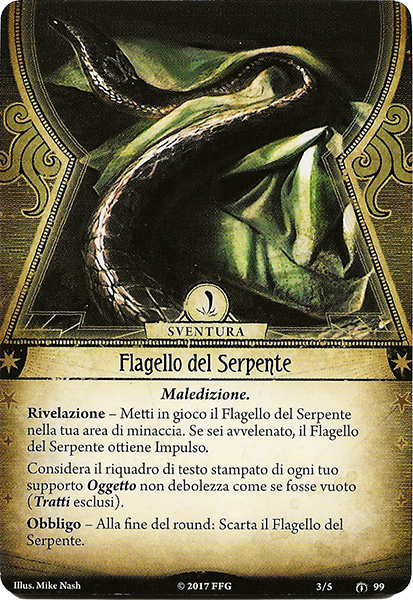 SVENTURA
Flagello del Serpente
Maledizione.
Rivelazione – Metti in gioco il Flagello del Serpente
nella tua area di minaccia. Se sei avvelenato, il Flagello
del Serpente ottiene Impulso.
Considera il riquadro di testo stampato di ogni tuo
supporto Oggetto non debolezza come se fosse vuoto
(Tratti esclusi).
Obbligo – Alla fine del round: Scarta il Flagello del
Serpente.
Illus. Mike Nash © 2017 FFG 3/5 99